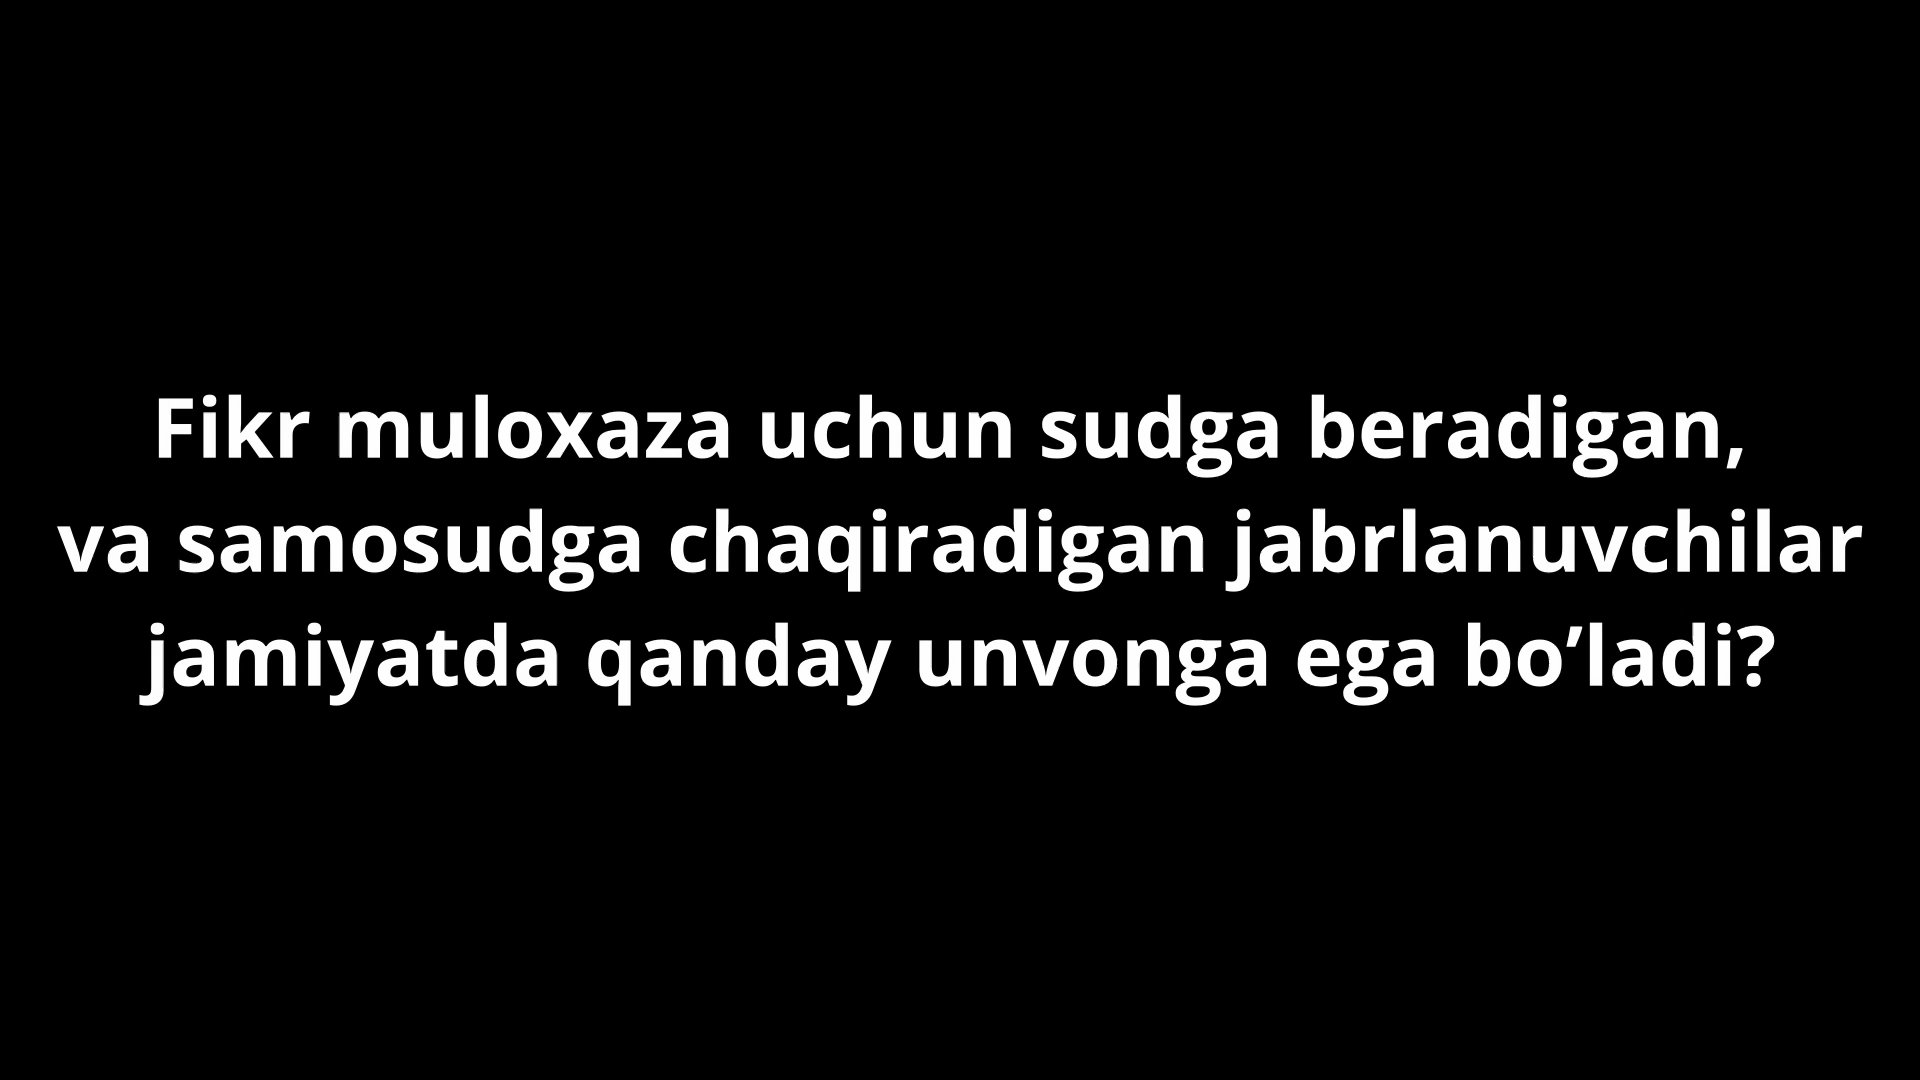 Fikr muloxaza uchun sudga beradigan,
va samosudga chaqiradigan jabrlanuvchilar
jamiyatda qanday unvonga ega bo’ladi?